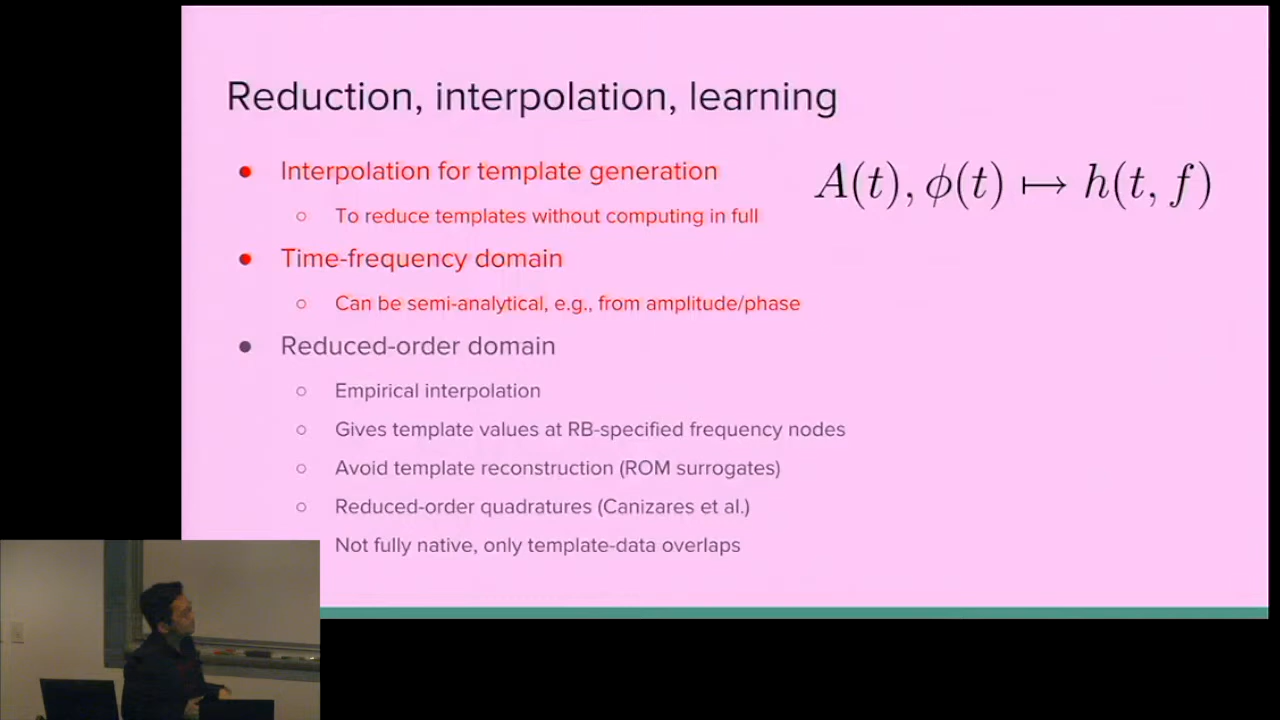 Reduction, interpolation, learning
● Interpolation for template generation
○ To reduce templates without computing in full
● Time-frequency domain
○ Can be semi-analytical, e.g., from amplitude/phase
● Reduced-order domain
○ Empirical interpolation
○ Gives template values at RB-specified frequency nodes
○ Avoid template reconstruction (ROM surrogates)
○ Reduced-order quadratures (Canizares et al.)
Not fully native, only template-data overlaps
A(t), ϕ(t) ↦ h(t, f)